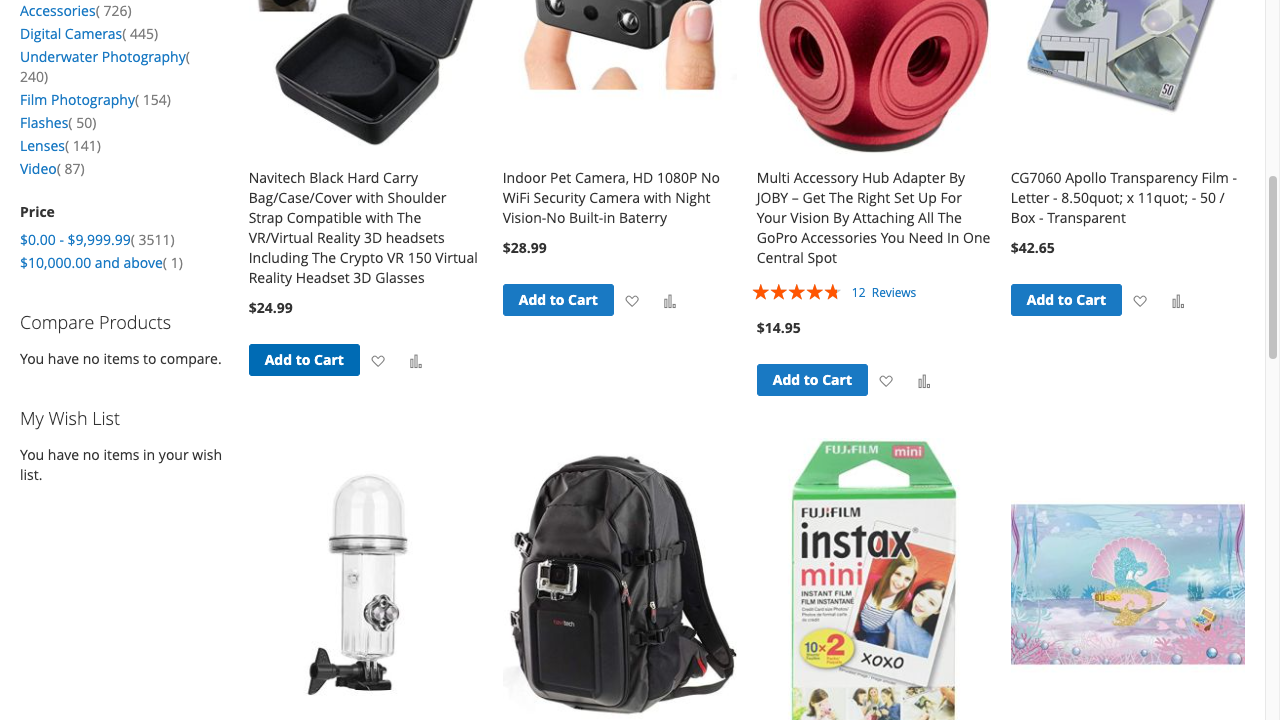 Accessories( 726)
Digital Cameras( 445)
Underwater Photography(
240)
Film Photography( 154)
Flashes( 50)
Lenses( 141)
Video( 87)
Price
$0.00 - $9,999.99( 3511)
$10,000.00 and above( 1)
Compare Products
You have no items to compare.
My Wish List
You have no items in your wish
list.
Navitech Black Hard Carry
Bag/Case/Cover with Shoulder
Strap Compatible with The
VR/Virtual Reality 3D headsets
Including The Crypto VR 150 Virtual
Reality Headset 3D Glasses
$24.99
Add to Cart
Indoor Pet Camera, HD 1080P No
WiFi Security Camera with Night
Vision-No Built-in Baterry
$28.99
Add to Cart
Multi Accessory Hub Adapter By
JOBY – Get The Right Set Up For
Your Vision By Attaching All The
GoPro Accessories You Need In One
Central Spot
12 Reviews
$14.95
Add to Cart
50
CG7060 Apollo Transparency Film -
Letter - 8.50quot; x 11quot; - 50 /
Box - Transparent
$42.65
Add to Cart
navitech
FUJIFILM mini
FUJIFILM
instax
mini
INSTANT FILM
FILM INSTANTANÉ
10×2
XOXO